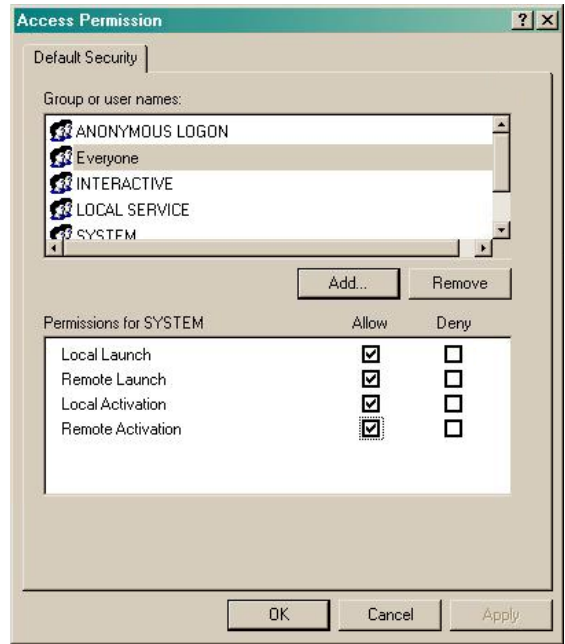 Access Permission
Default Security
Group or user names:
ANONYMOUS LOGON
Everyone
INTERACTIVE
LOCAL SERVICE
SYSTEM
Add... Remove
Permissions for SYSTEM Allow Deny
Local Launch
Remote Launch
Local Activation
Remote Activation
OK Cancel Apply